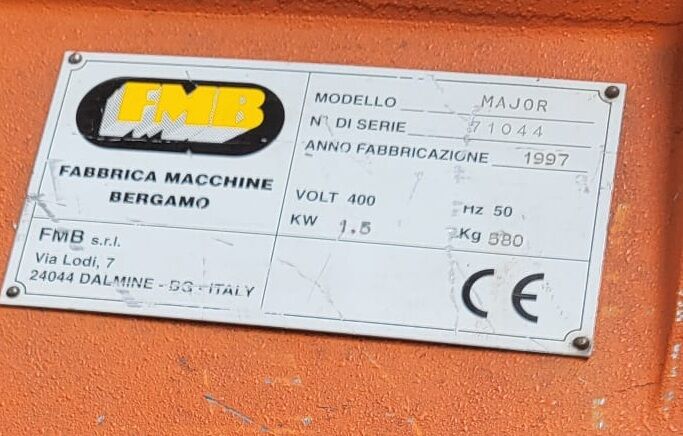 FMB
FABBRICA MACCHINE
BERGAMO
FMB s.r.l.
Via Lodi, 7
24044 DALMINE - BG - ITALY
MODELLO MAJOR
N° DI SERIE 71044
ANNO FABBRICAZIONE 1997
VOLT 400 Hz 50
KW 1.5 Kg 580
CE